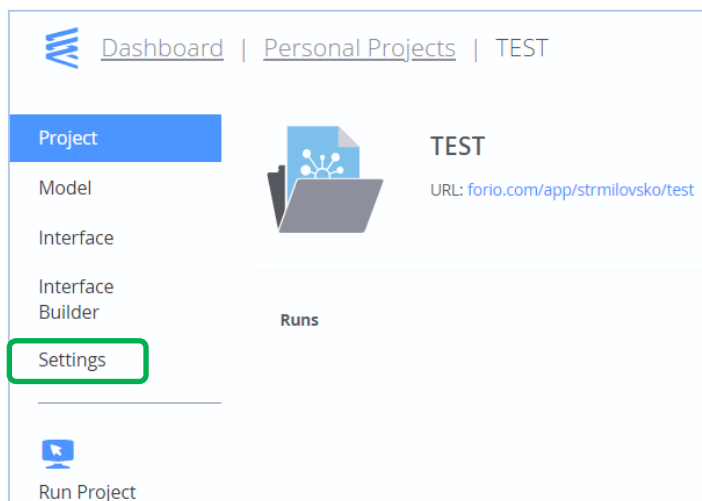 Dashboard | Personal Projects | TEST
Project
Model
Interface
Interface
Builder
Settings
Run Project
TEST
URL: forio.com/app/strmilovsko/test
Runs